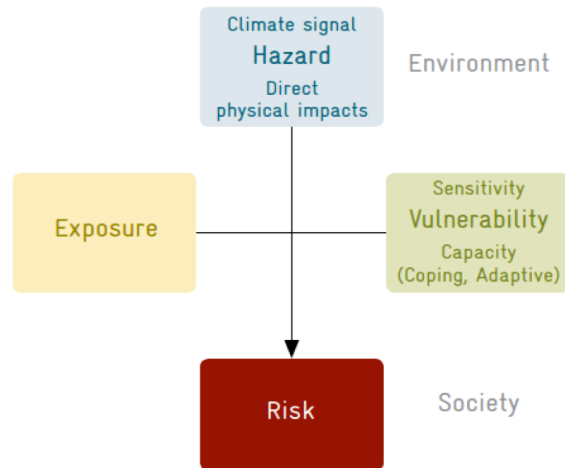 Climate signal
Hazard
Direct
physical impacts
Environment
Exposure
Sensitivity
Vulnerability
Capacity
(Coping, Adaptive)
Risk
Society